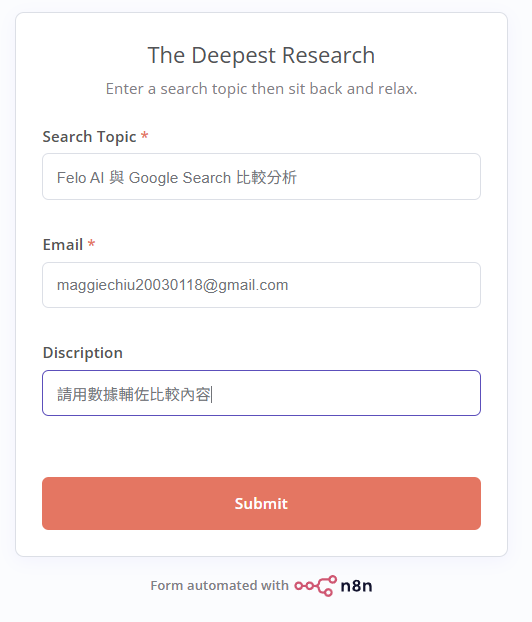 The Deepest Research
Enter a search topic then sit back and relax.
Search Topic *
Felo AI 與 Google Search 比較分析
Email *
maggiechiu20030118@gmail.com
Discription
請用數據輔佐比較內容
Submit
Form automated with n8n